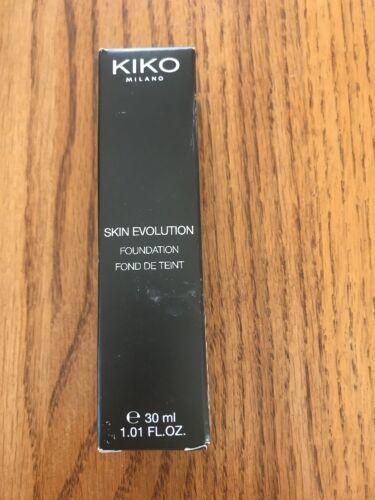 KIKO
MILANO
SKIN EVOLUTION
FOUNDATION
FOND DE TEINT
℮ 30 ml
1.01 FL.OZ.